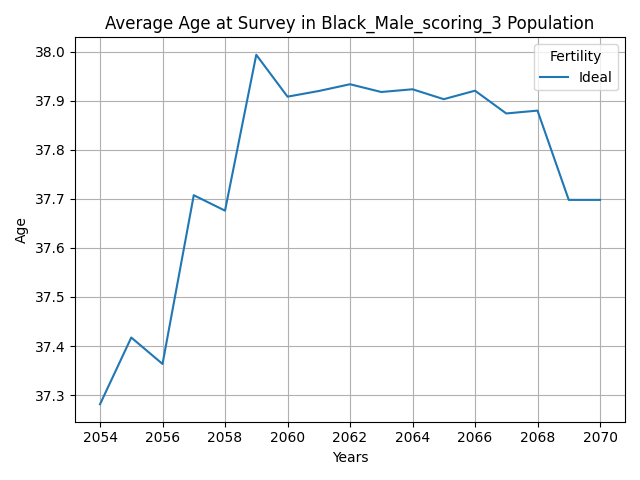 Average Age at Survey in Black_Male_scoring_3 Population
Fertility
Ideal
38.0
37.9
37.8
37.7
37.6
37.5
37.4
37.3
Age
2054 2056 2058 2060 2062 2064 2066 2068 2070
Years